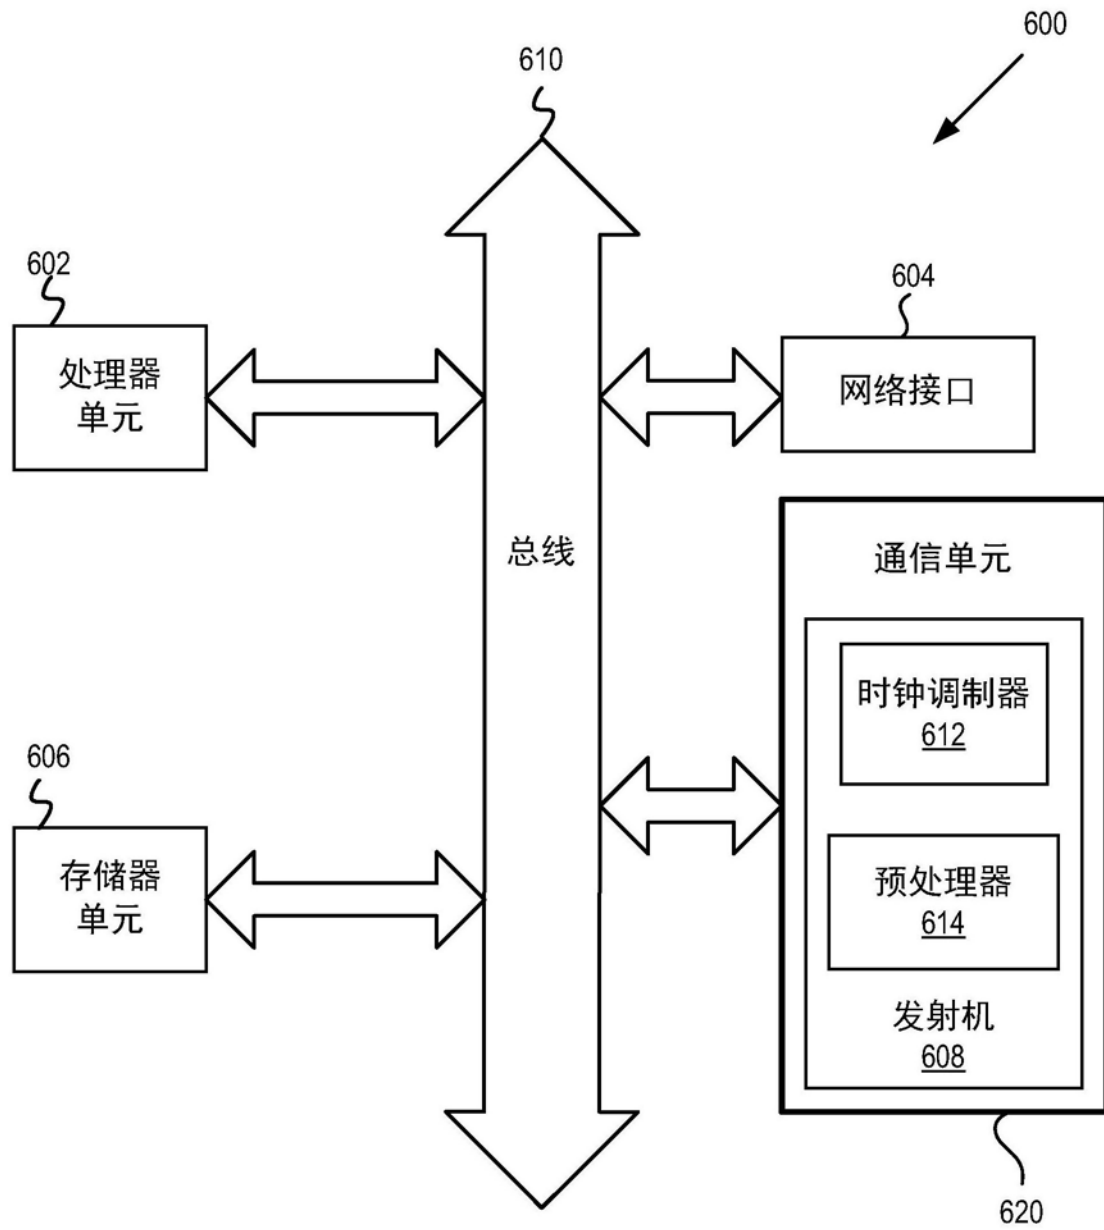 600
610
602
处理器
单元
604
网络接口
总线
通信单元
时钟调制器
612
606
存储器
单元
预处理器
614
发射机
608
620